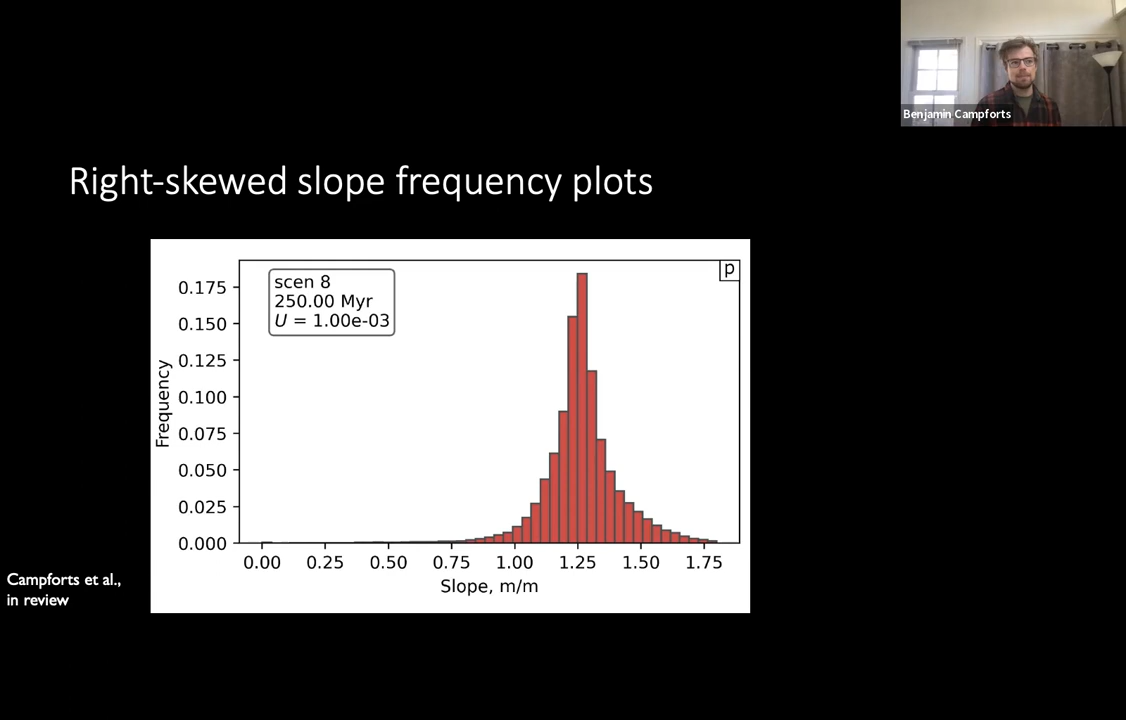 Benjamin Campforts
Right-skewed slope frequency plots
p
scen 8
250.00 Myr
U = 1.00e-03
0.175
0.150
0.125
0.100
0.075
0.050
0.025
0.000
Frequency
0.00 0.25 0.50 0.75 1.00 1.25 1.50 1.75
Slope, m/m
Campforts et al.,
in review